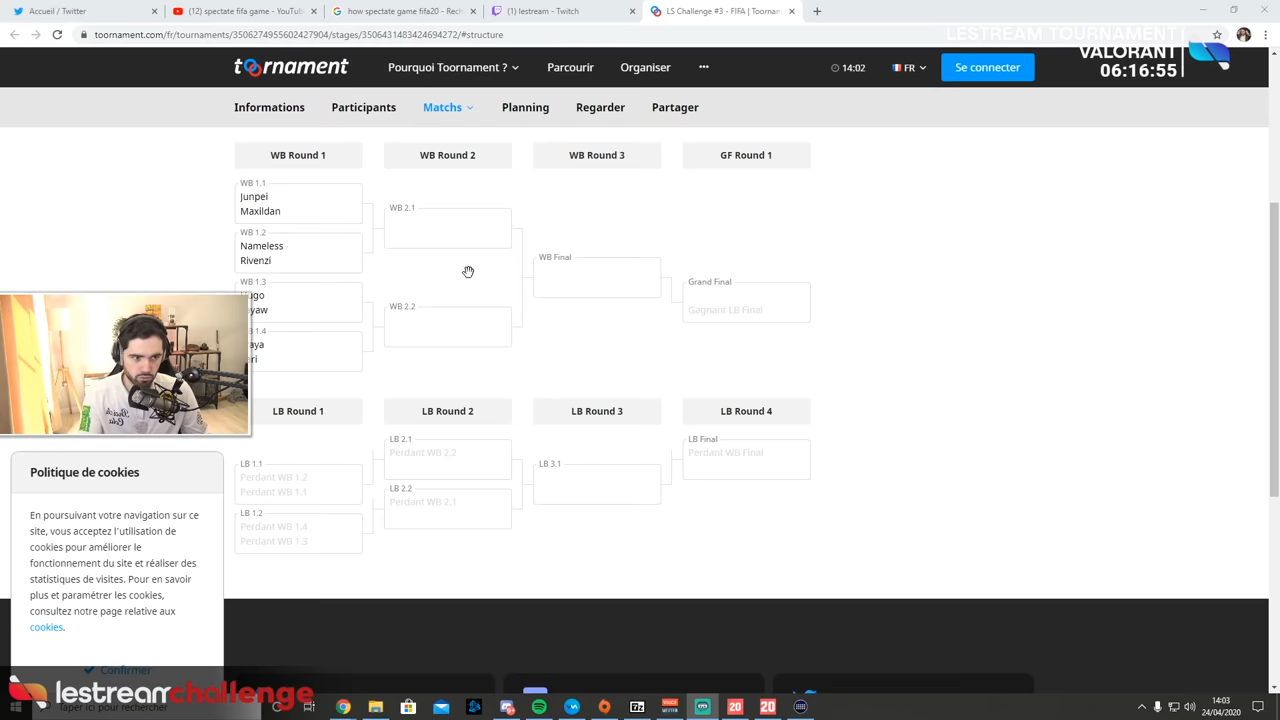 Accueil / Twitter
(12) spectate fifa game - YouTu
how spectate game fifa20 - Rech
(1) lestream - Twitch
LS Challenge #3 - FIFA | Toornam
toornament.com/fr/tournaments/3506274955602427904/stages/3506431483424694272/#structure
LESTREAM TOURNAMENT
VALORANT
06:16:55
toornament
Pourquoi Toornament ?
Parcourir
Organiser
14:02
FR
Se connecter
Informations
Participants
Matchs
Planning
Regarder
Partager
WB Round 1
WB Round 2
WB Round 3
GF Round 1
WB 1.1
Junpei
Maxildan
WB 1.2
Nameless
Rivenzi
WB 1.3
WB 2.1
WB 2.2
WB Final
Grand Final
Gagnant LB Final
LB Round 1
LB Round 2
LB Round 3
LB Round 4
LB 1.1
Perdant WB 1.2
Perdant WB 1.1
LB 1.2
Perdant WB 1.4
Perdant WB 1.3
LB 2.1
Perdant WB 2.2
LB 2.2
Perdant WB 2.1
LB 3.1
LB Final
Perdant WB Final
Politique de cookies
En poursuivant votre navigation sur ce
site, vous acceptez l'utilisation de
cookies pour améliorer le
fonctionnement du site et réaliser des
statistiques de visites. Pour en savoir
plus et paramétrer les cookies,
consultez notre page relative aux
cookies.
Confirmer
lestreamchallenge
Taper ici pour rechercher
14:03
24/04/2020